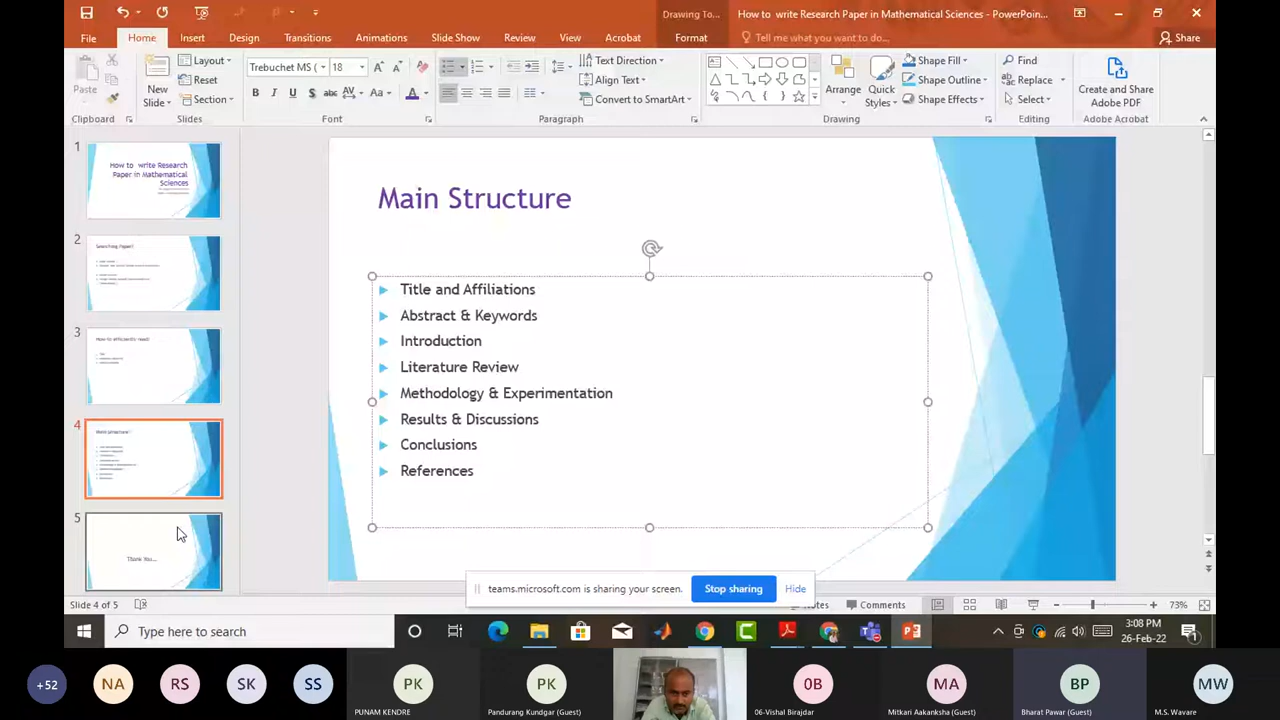 Drawing To...
How to write Research Paper in Mathematical Sciences - PowerPoin...
File
Home
Insert
Design
Transitions
Animations
Slide Show
Review
View
Acrobat
Format
Tell me what you want to do...
Share
Paste
New
Slide
Layout
Reset
Section
Trebuchet MS (
18
Text Direction
Align Text
Convert to SmartArt
Arrange
Quick
Styles
Shape Fill
Shape Outline
Shape Effects
Find
Replace
Select
Create and Share
Adobe PDF
Clipboard
Slides
Font
Paragraph
Drawing
Editing
Adobe Acrobat
1
How to write Research
Paper in Mathematical
Sciences
2
3
How to efficiently read?
4
5
Thank You...
Main Structure
Title and Affiliations
Abstract & Keywords
Introduction
Literature Review
Methodology & Experimentation
Results & Discussions
Conclusions
References
teams.microsoft.com is sharing your screen.
Stop sharing
Hide
Slide 4 of 5
Notes
Comments
73%
Type here to search
3:08 PM
26-Feb-22
+52
NA
RS
SK
SS
PK
PUNAM KENDRE
PK
Pandurang Kundgar (Guest)
0B
06-Vishal Birajdar
MA
Mitkari Aakanksha (Guest)
BP
Bharat Pawar (Guest)
MW
M.S. Wavare